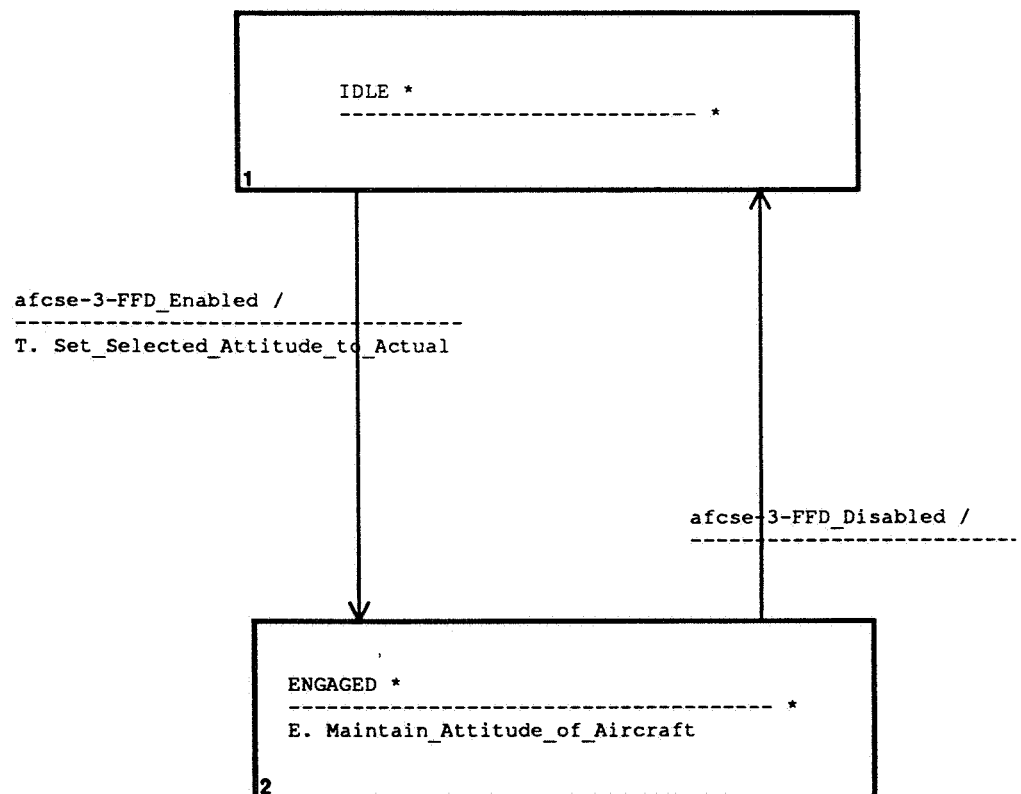 IDLE *
---------------------------- *
1
afcse-3-FFD_Enabled /
-----------------------------------
T. Set_Selected_Attitude_to_Actual
afcse-3-FFD_Disabled /
--------------------------
ENGAGED *
-------------------------------------- *
E. Maintain_Attitude_of_Aircraft
2